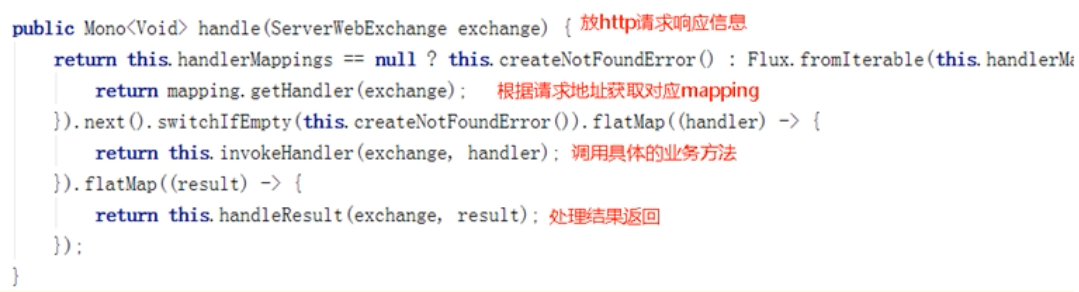 public Mono<Void> handle(ServerWebExchange exchange) { 放http请求响应信息
return this.handlerMappings == null ? this.createNotFoundError() : Flux.fromIterable(this.handlerMa
return mapping.getHandler(exchange); 根据请求地址获取对应mapping
}).next().switchIfEmpty(this.createNotFoundError()).flatMap((handler) -> {
return this.invokeHandler(exchange, handler); 调用具体的业务方法
}).flatMap((result) -> {
return this.handleResult(exchange, result); 处理结果返回
});
}